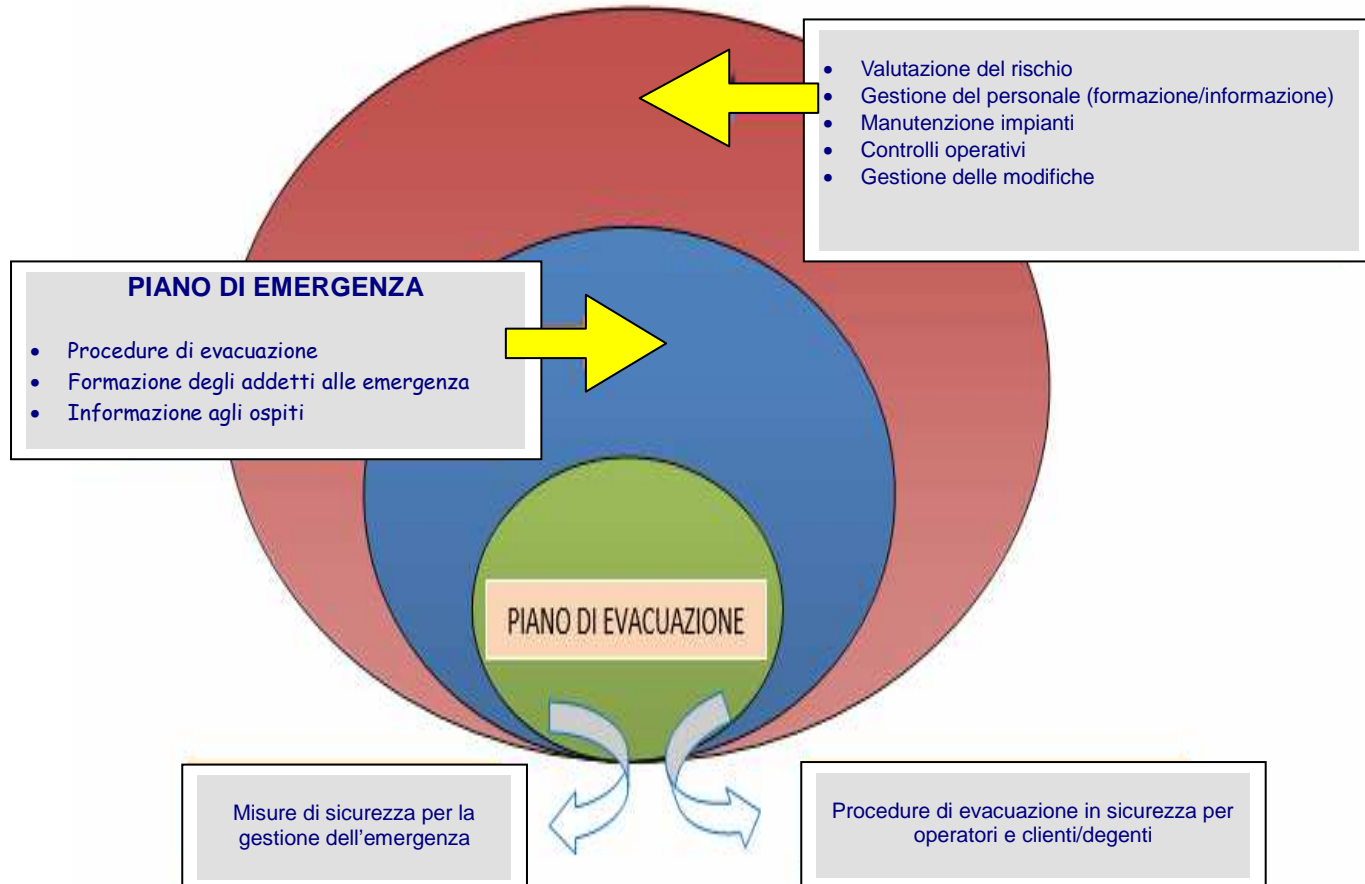 • Valutazione del rischio
• Gestione del personale (formazione/informazione)
• Manutenzione impianti
• Controlli operativi
• Gestione delle modifiche
PIANO DI EMERGENZA
• Procedure di evacuazione
• Formazione degli addetti alle emergenza
• Informazione agli ospiti
PIANO DI EVACUAZIONE
Misure di sicurezza per la
gestione dell'emergenza
Procedure di evacuazione in sicurezza per
operatori e clienti/degenti